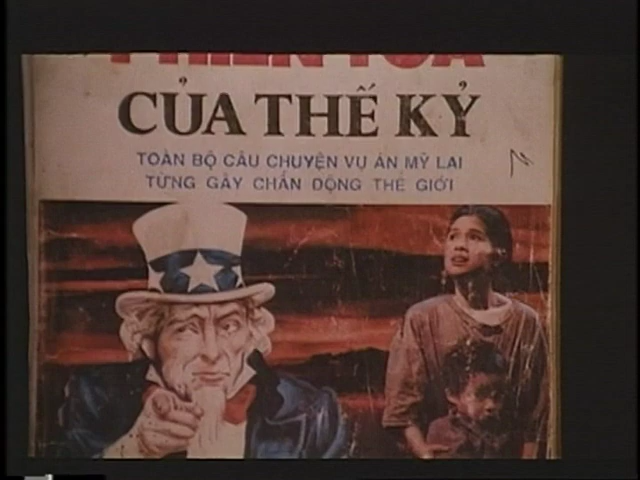 CỦA THẾ KỶ
TOÀN BỘ CÂU CHUYỆN VỤ ÁN MỸ LAI
TỪNG GÂY CHẤN ĐỘNG THẾ GIỚI